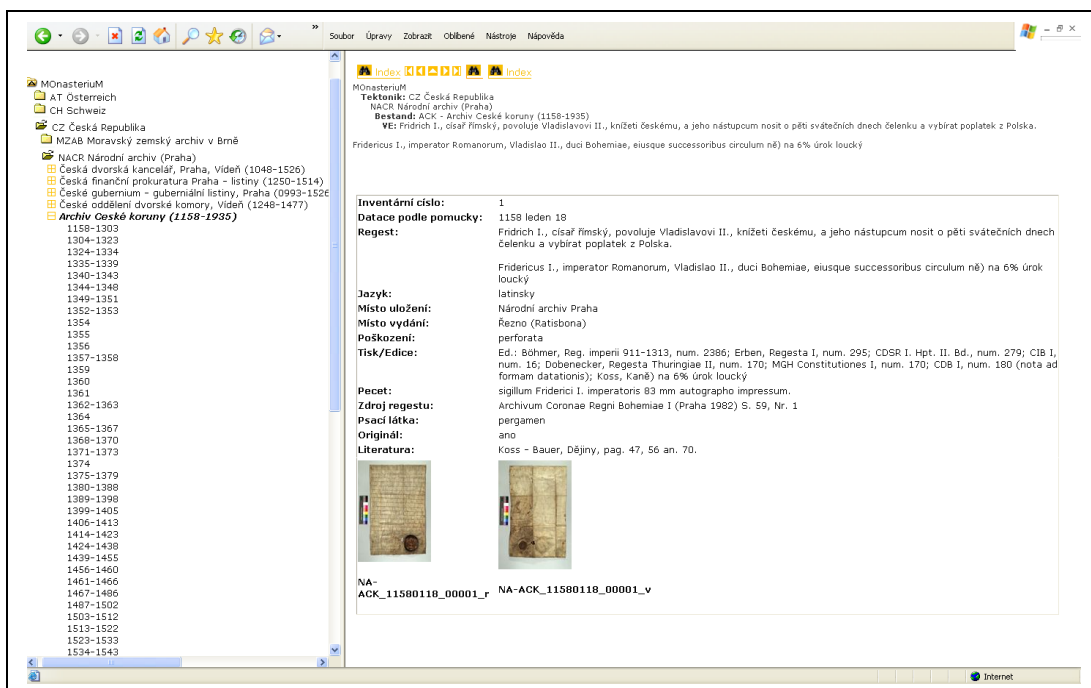 »
Soubor Úpravy Zobrazit Oblíbené Nástroje Nápověda
MOnasteriuM
AT Österreich
CH Schweiz
CZ Česká Republika
MZAB Moravský zemský archiv v Brně
NACR Národní archiv (Praha)
Česká dvorská kancelář, Praha, Vídeň (1048-1526)
Česká finanční prokuratura Praha - listiny (1250-1514)
České gubernium - guberniální listiny, Praha (0993-1526
České oddělení dvorské komory, Vídeň (1248-1477)
Archiv České koruny (1158-1935)
1158-1303
1304-1323
1324-1334
1335-1339
1340-1343
1344-1348
1349-1351
1352-1353
1354
1355
1356
1357-1358
1359
1360
1361
1362-1363
1364
1365-1367
1368-1370
1371-1373
1374
1375-1379
1380-1388
1389-1398
1399-1405
1406-1413
1414-1423
1424-1438
1439-1455
1456-1460
1461-1466
1467-1486
1487-1502
1503-1512
1513-1522
1523-1533
1534-1543
Index Index
MOnasteriuM
Tektonik: CZ Česká Republika
NACR Národní archiv (Praha)
Bestand: ACK - Archiv České koruny (1158-1935)
VE: Fridrich I., císař římský, povoluje Vladislavovi II., knížeti českému, a jeho nástupcum nosit o pěti svátečních dnech čelenku a vybírat poplatek z Polska.
Fridericus I., imperator Romanorum, Vladislao II., duci Bohemiae, eiusque successoribus circulum ně) na 6% úrok loucký
Inventární císlo: 1
Datace podle pomucky: 1158 leden 18
Regest: Fridrich I., císař římský, povoluje Vladislavovi II., knížeti českému, a jeho nástupcum nosit o pěti svátečních dnech
čelenku a vybírat poplatek z Polska.
Fridericus I., imperator Romanorum, Vladislao II., duci Bohemiae, eiusque successoribus circulum ně) na 6% úrok
loucký
Jazyk: latinsky
Místo uložení: Národní archiv Praha
Místo vydání: Řezno (Ratisbona)
Poškození: perforata
Tisk/Edice: Ed.: Böhmer, Reg. imperii 911-1313, num. 2386; Erben, Regesta I, num. 295; CDSR I. Hpt. II. Bd., num. 279; CIB I,
num. 16; Dobenecker, Regesta Thuringiae II, num. 170; MGH Constitutiones I, num. 170; CDB I, num. 180 (nota ad
formam datationis); Koss, Kaně) na 6% úrok loucký
Pecet: sigillum Friderici I. imperatoris 83 mm autographo impressum.
Zdroj regestu: Archivum Coronae Regni Bohemiae I (Praha 1982) S. 59, Nr. 1
Psací látka: pergamen
Originál: ano
Literatura: Koss - Bauer, Dějiny, pag. 47, 56 an. 70.
NA-
ACK_11580118_00001_r NA-ACK_11580118_00001_v
Internet